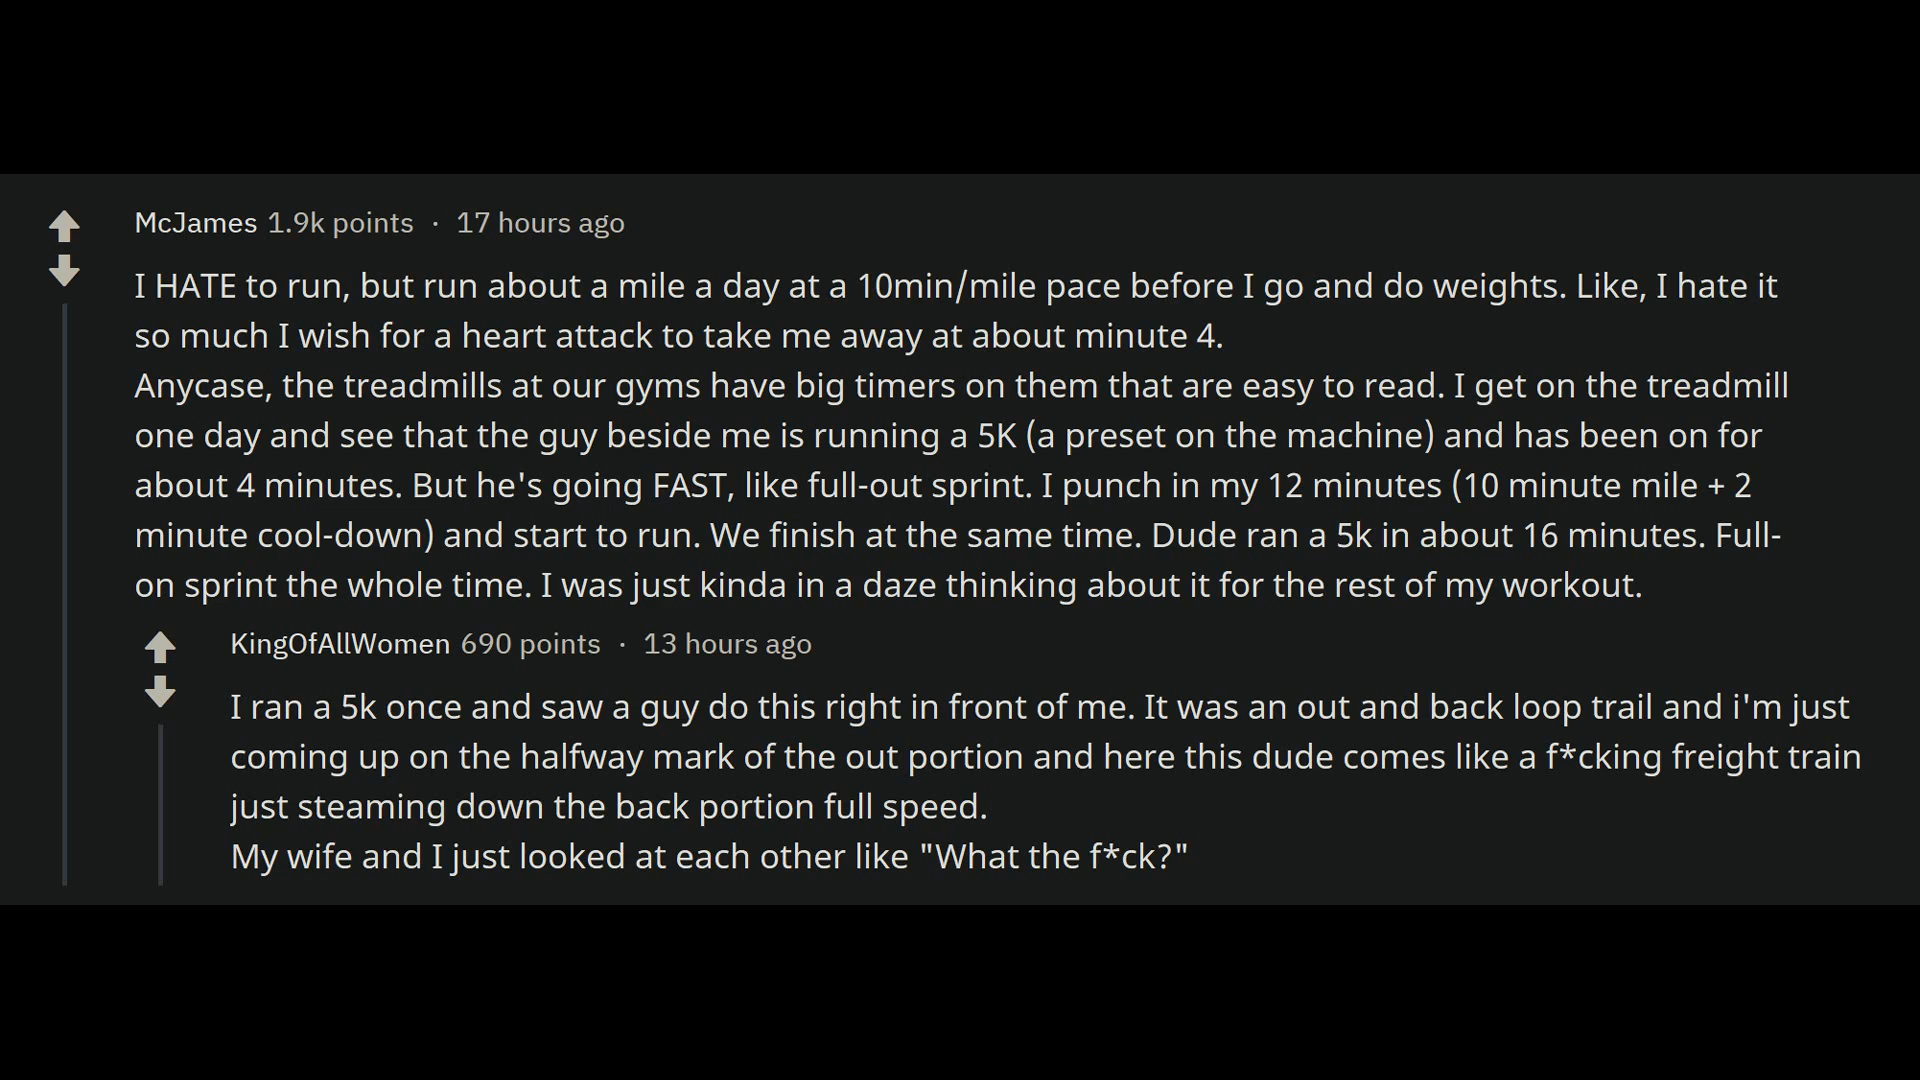 McJames 1.9k points · 17 hours ago
I HATE to run, but run about a mile a day at a 10min/mile pace before I go and do weights. Like, I hate it
so much I wish for a heart attack to take me away at about minute 4.
Anycase, the treadmills at our gyms have big timers on them that are easy to read. I get on the treadmill
one day and see that the guy beside me is running a 5K (a preset on the machine) and has been on for
about 4 minutes. But he's going FAST, like full-out sprint. I punch in my 12 minutes (10 minute mile + 2
minute cool-down) and start to run. We finish at the same time. Dude ran a 5k in about 16 minutes. Full-
on sprint the whole time. I was just kinda in a daze thinking about it for the rest of my workout.
KingOfAllWomen 690 points · 13 hours ago
I ran a 5k once and saw a guy do this right in front of me. It was an out and back loop trail and i'm just
coming up on the halfway mark of the out portion and here this dude comes like a f*cking freight train
just steaming down the back portion full speed.
My wife and I just looked at each other like "What the f*ck?"